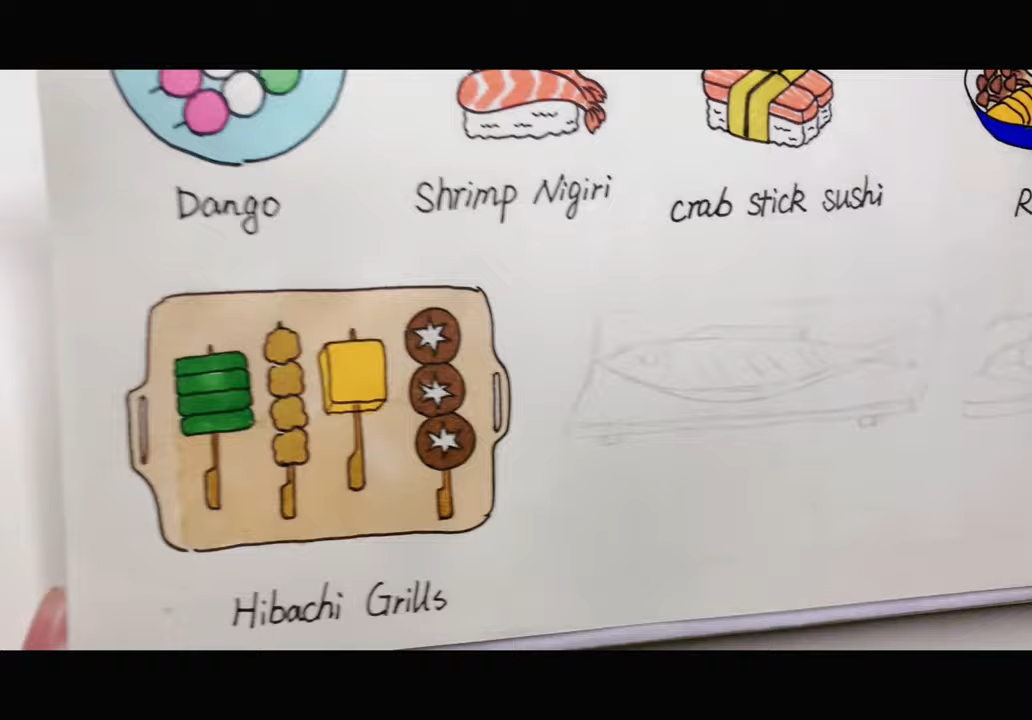 Dango
Shrimp Nigiri
crab stick sushi
R
Hibachi Grills